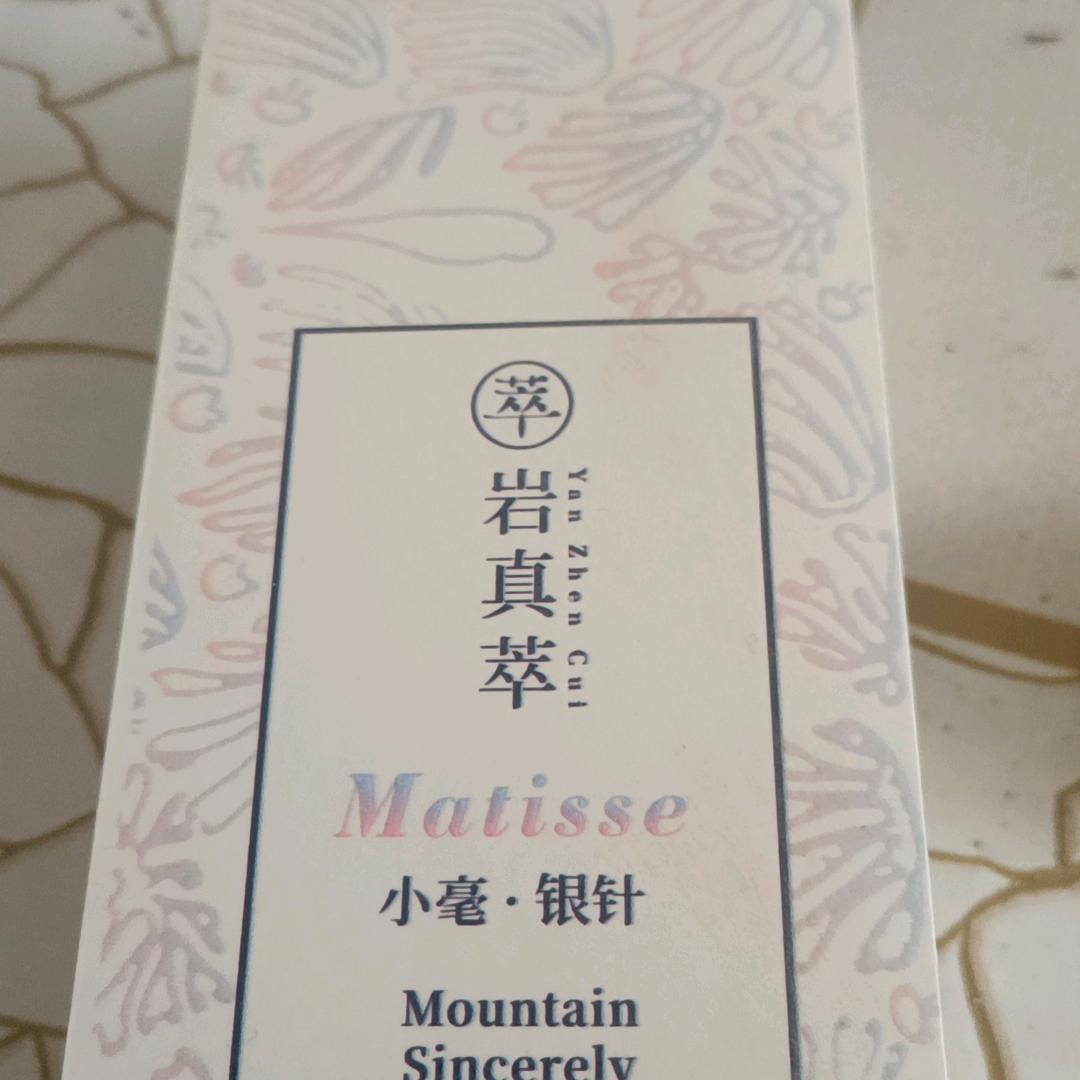 萃
岩真萃
Yan Zhen Cui
Matisse
小毫·银针
Mountain
Sincerely